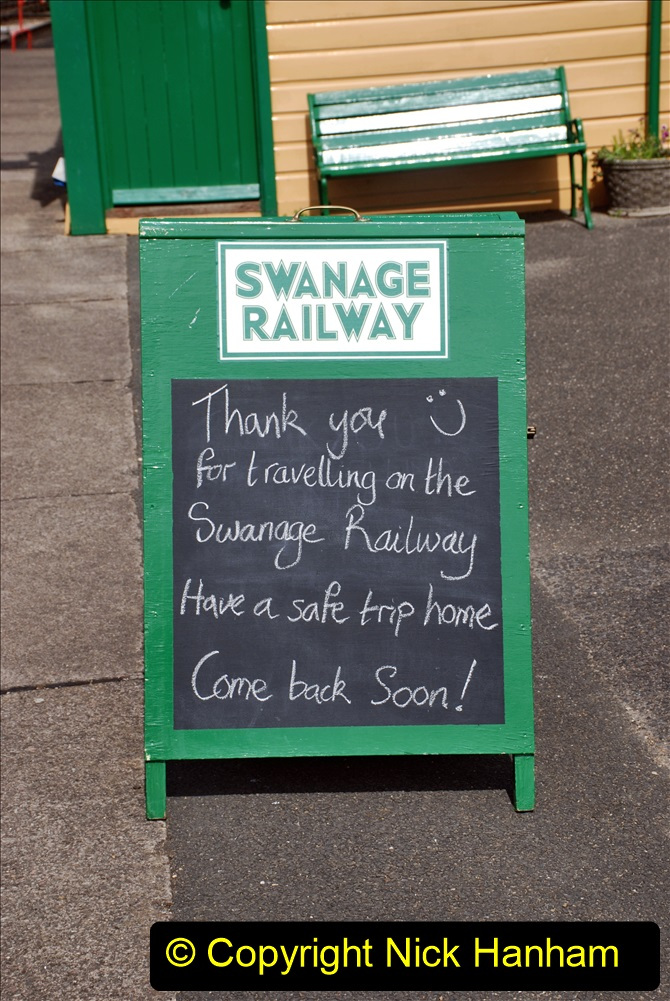 SWANAGE
RAILWAY
Thank you
for travelling on the
Swanage Railway
Have a safe trip home
Come back Soon!
© Copyright Nick Hanham